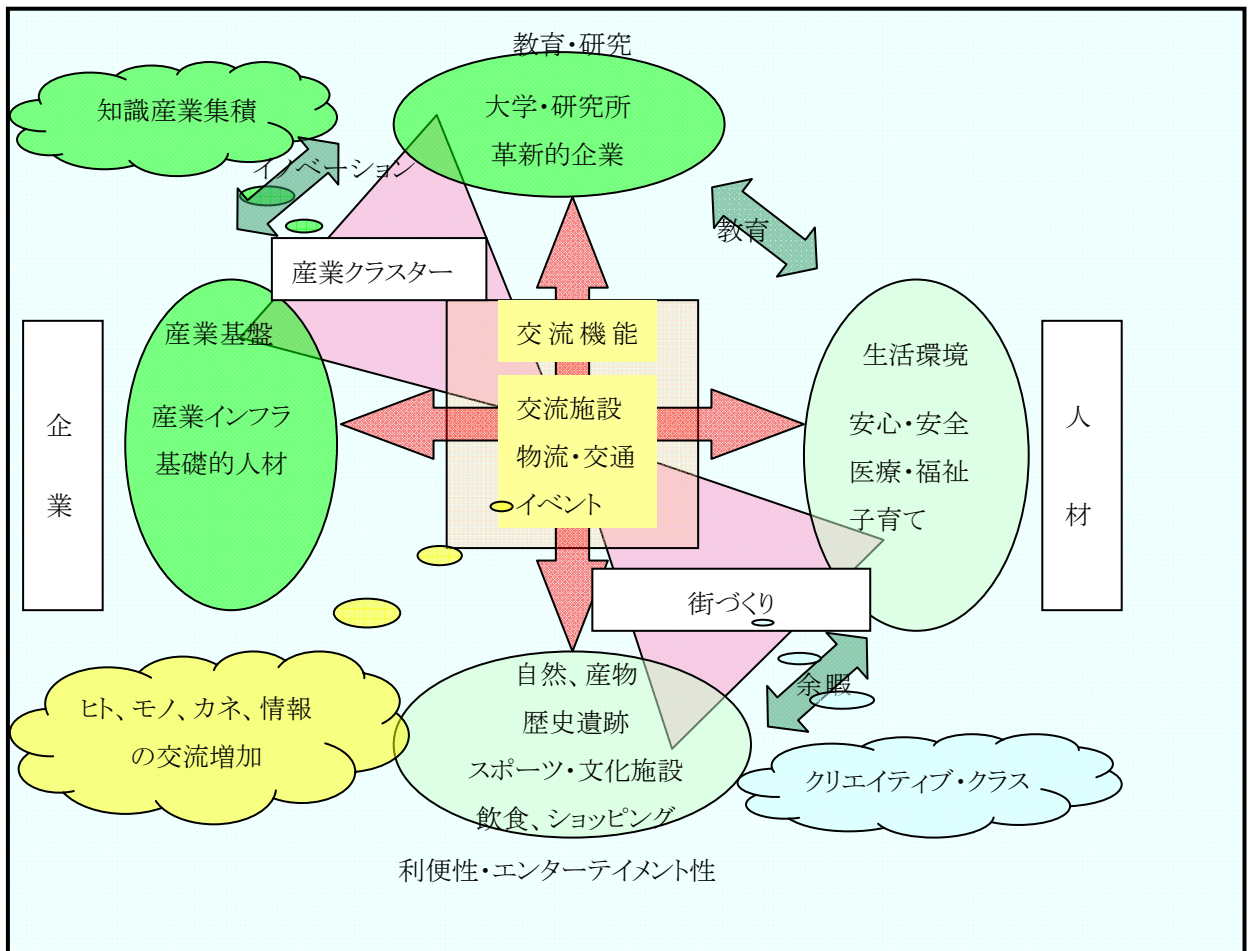 教育・研究
知識産業集積
大学・研究所
革新的企業
イノベーション
教育
産業クラスター
産業基盤
産業インフラ
基礎的人材
企
業
交流機能
交流施設
物流・交通
イベント
生活環境
安心・安全
医療・福祉
子育て
人
材
街づくり
余暇
自然、産物
歴史遺跡
スポーツ・文化施設
飲食、ショッピング
ヒト、モノ、カネ、情報
の交流増加
クリエイティブ・クラス
利便性・エンターテイメント性